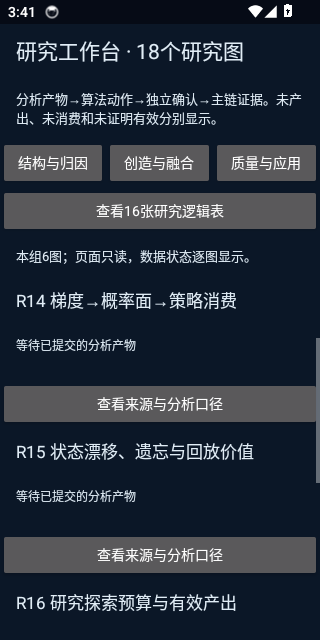 3:41
研究工作台 · 18个研究图
分析产物→算法动作→独立确认→主链证据。未产
出、未消费和未证明有效分别显示。
结构与归因 创造与融合 质量与应用
查看16张研究逻辑表
本组6图；页面只读，数据状态逐图显示。
R14 梯度→概率面→策略消费
等待已提交的分析产物
查看来源与分析口径
R15 状态漂移、遗忘与回放价值
等待已提交的分析产物
查看来源与分析口径
R16 研究探索预算与有效产出